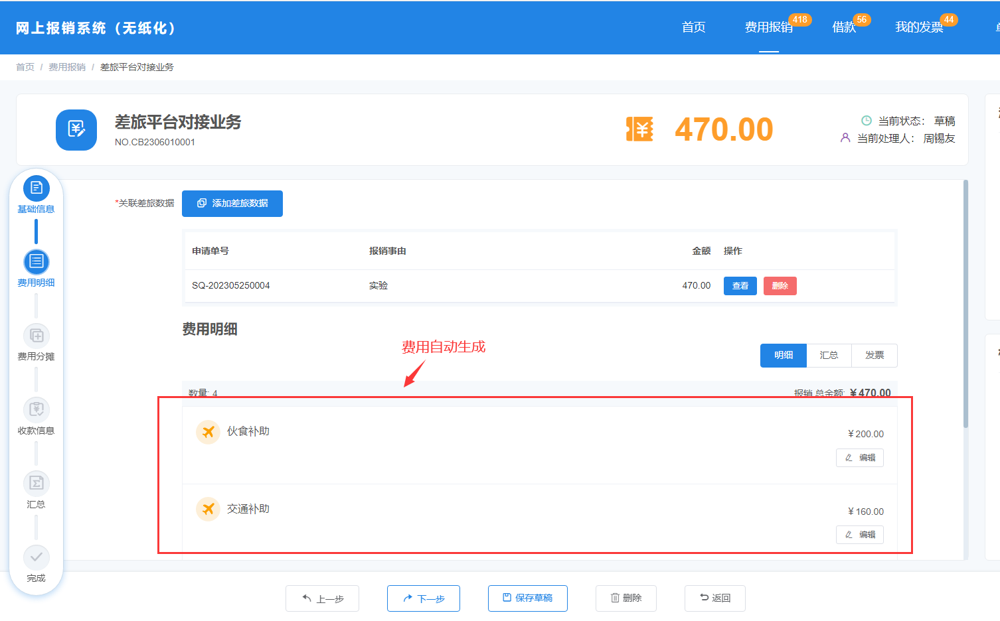 网上报销系统（无纸化）
首页
费用报销
418
借款
56
我的发票
44
首页 / 费用报销 / 差旅平台对接业务
差旅平台对接业务
NO.CB2306010001
470.00
当前状态： 草稿
当前处理人： 周锡友
基础信息
费用明细
费用分摊
收款信息
汇总
完成
*关联差旅数据
添加差旅数据
申请单号 报销事由 金额 操作
SQ-202305250004 实验 470.00 查看 删除
费用明细
费用自动生成
明细 汇总 发票
数量: 4 报销 总金额: ￥470.00
伙食补助
￥200.00
编辑
交通补助
￥160.00
编辑
上一步 下一步 保存草稿 删除 返回